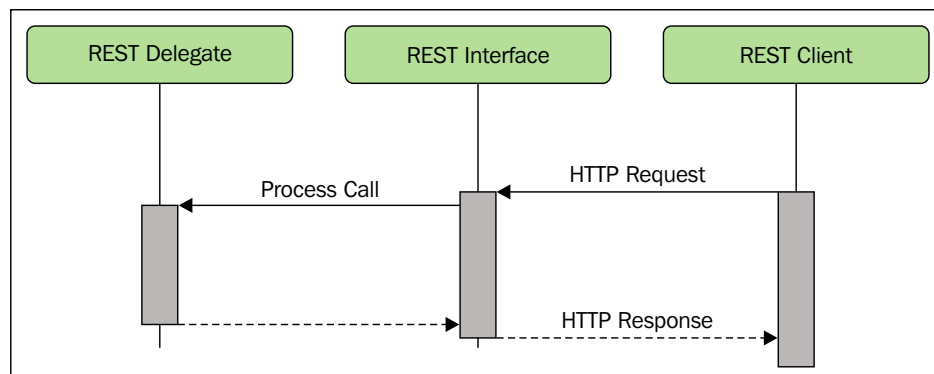 REST Delegate
REST Interface
REST Client
HTTP Request
Process Call
HTTP Response